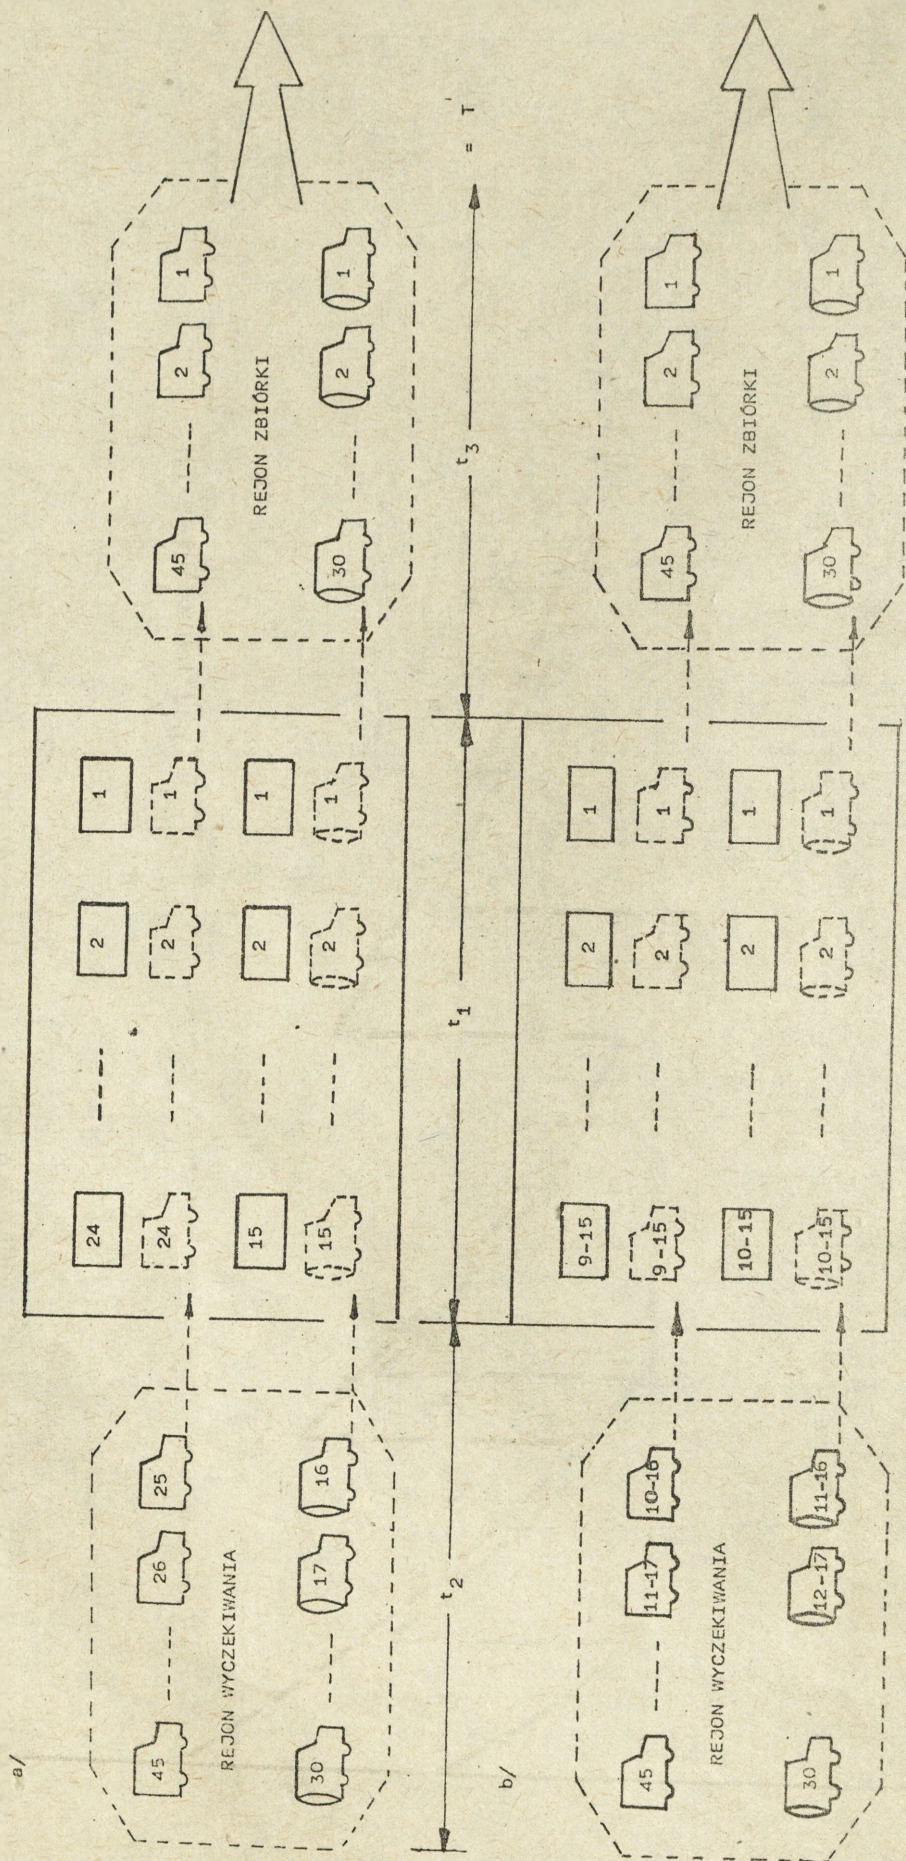 a/
24 2 1
45 26 25 24 2 1 45 2 1
REJON WYCZEKIWANIA
REJON ZBIÓRKI
15 2 1
30 17 16 15 2 1 30 2 1
t2 t1 t3 = T
b/
9-15 2 1
45 11-17 10-16 9-15 2 1 45 2 1
REJON WYCZEKIWANIA
REJON ZBIÓRKI
10-15 2 1
30 12-17 11-16 10-15 2 1 30 2 1